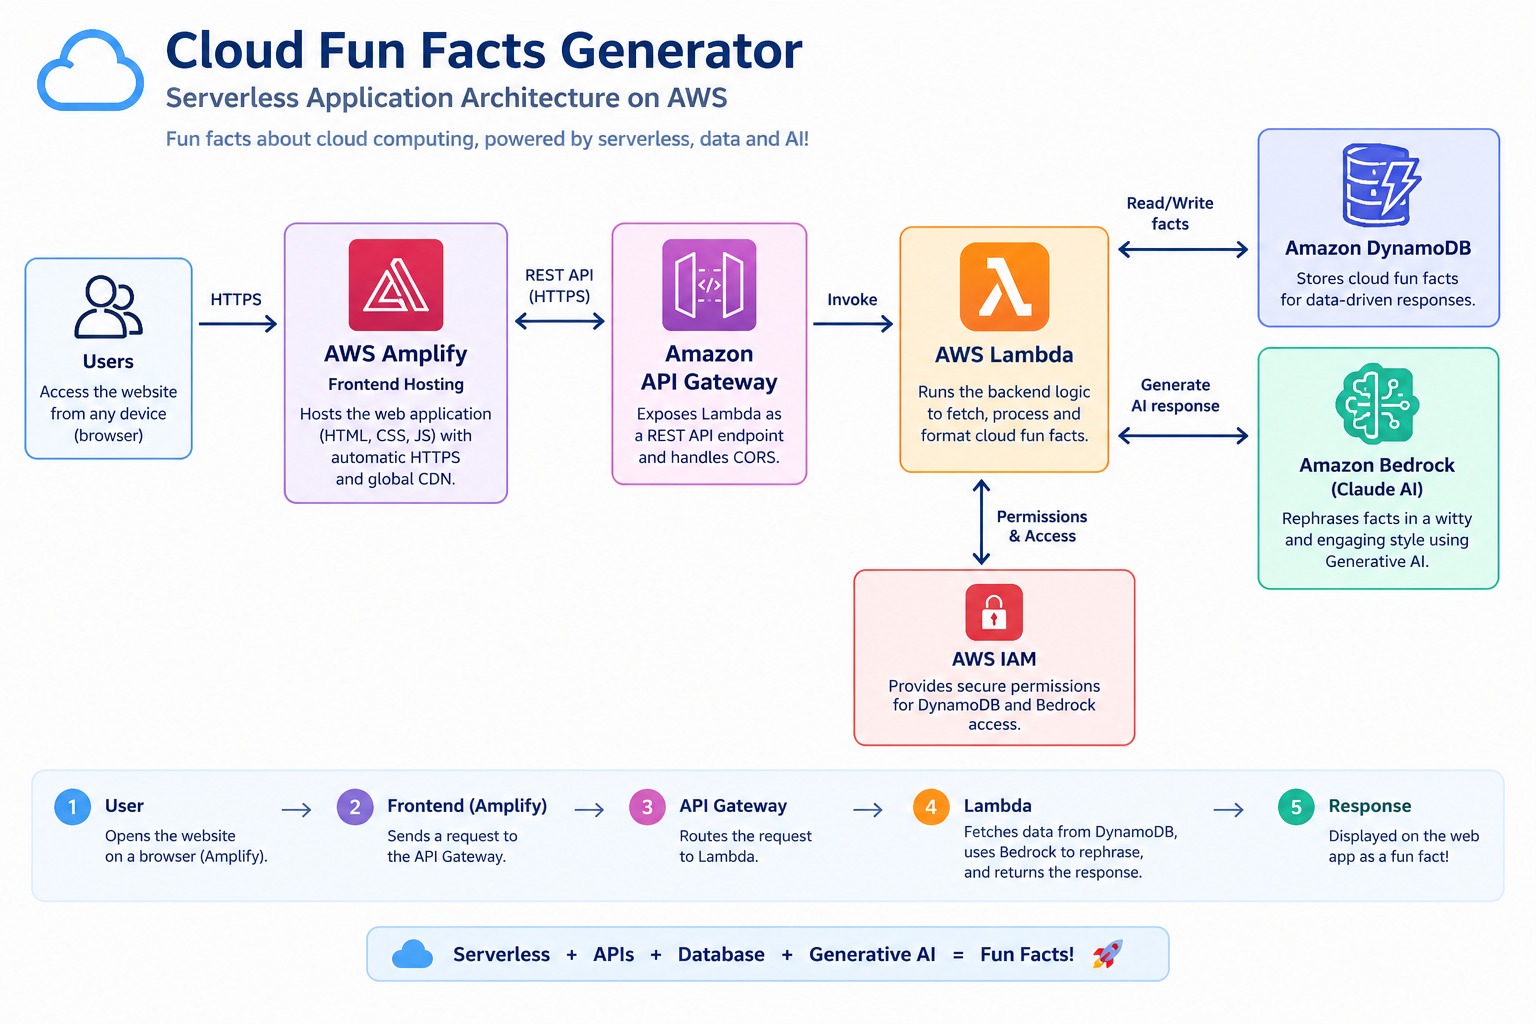 Cloud Fun Facts Generator
Serverless Application Architecture on AWS
Fun facts about cloud computing, powered by serverless, data and AI!
Users
Access the website
from any device
(browser)
HTTPS
AWS Amplify
Frontend Hosting
Hosts the web application
(HTML, CSS, JS) with
automatic HTTPS
and global CDN.
REST API
(HTTPS)
</>
Amazon
API Gateway
Exposes Lambda as
a REST API endpoint
and handles CORS.
Invoke
AWS Lambda
Runs the backend logic
to fetch, process and
format cloud fun facts.
Read/Write
facts
Amazon DynamoDB
Stores cloud fun facts
for data-driven responses.
Generate
AI response
Amazon Bedrock
(Claude AI)
Rephrases facts in a witty
and engaging style using
Generative AI.
Permissions
& Access
AWS IAM
Provides secure permissions
for DynamoDB and Bedrock
access.
1 User
Opens the website
on a browser (Amplify).
2 Frontend (Amplify)
Sends a request to
the API Gateway.
3 API Gateway
Routes the request
to Lambda.
4 Lambda
Fetches data from DynamoDB,
uses Bedrock to rephrase,
and returns the response.
5 Response
Displayed on the web
app as a fun fact!
Serverless + APIs + Database + Generative AI = Fun Facts!